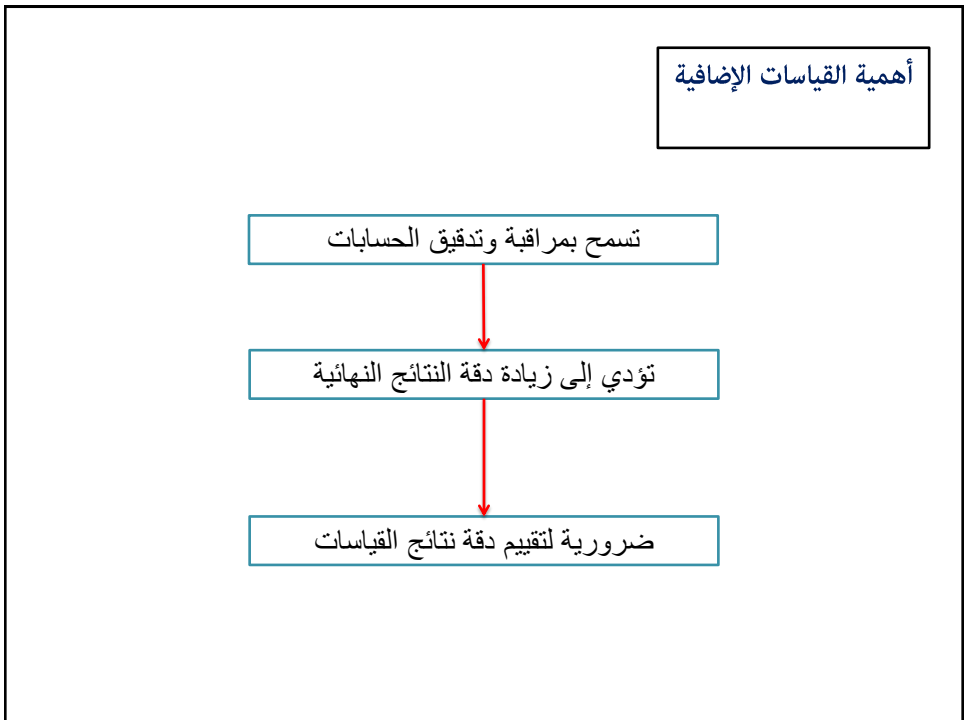 أهمية القياسات الإضافية
تسمح بمراقبة وتدقيق الحسابات
تؤدي إلى زيادة دقة النتائج النهائية
ضرورية لتقييم دقة نتائج القياسات